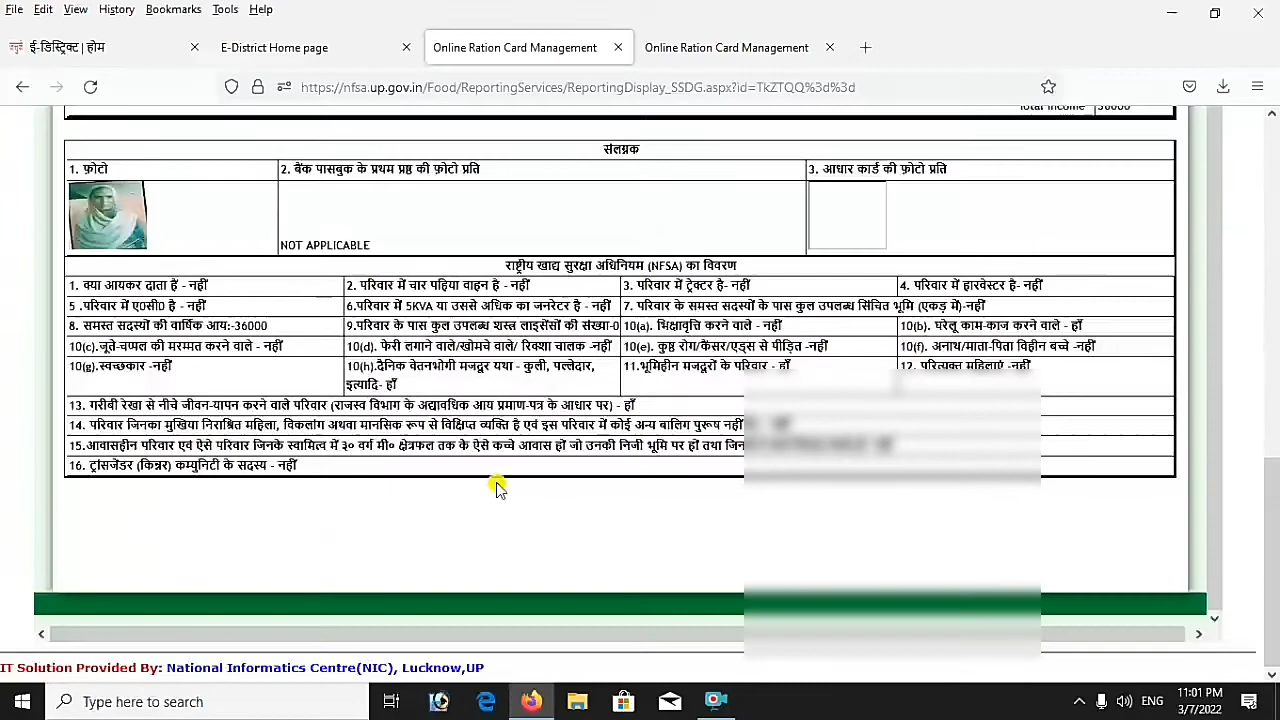 File Edit View History Bookmarks Tools Help
ई-डिस्ट्रिक्ट | होम
E-District Home page
Online Ration Card Management
Online Ration Card Management
https://nfsa.up.gov.in/Food/ReportingServices/ReportingDisplay_SSDG.aspx?id=TkZTQQ%3d%3d
Total Income 36000
संलग्नक
1. फ़ोटो 2. बैंक पासबुक के प्रथम प्रष्ठ की फ़ोटो प्रति 3. आधार कार्ड की फ़ोटो प्रति
NOT APPLICABLE
राष्ट्रीय खाद्य सुरक्षा अधिनियम (NFSA) का विवरण
1. क्या आयकर दाता हैं - नहीं 2. परिवार में चार पहिया वाहन है - नहीं 3. परिवार में ट्रेक्टर है- नहीं 4. परिवार में हारवेस्टर है- नहीं
5 .परिवार में ए0सी0 है - नहीं 6.परिवार में 5KVA या उससे अधिक का जनरेटर है - नहीं 7. परिवार के समस्त सदस्यों के पास कुल उपलब्ध सिंचित भूमि (एकड़ में)-नहीं
8. समस्त सदस्यों की वार्षिक आय:-36000 9.परिवार के पास कुल उपलब्ध शस्त्र लाइसेंसों की संख्या-0 10(a). भिक्षावृत्ति करने वाले - नहीं 10(b). घरेलू काम-काज करने वाले - हाँ
10(c).जूते-चप्पल की मरम्मत करने वाले - नहीं 10(d). फेरी लगाने वाले/खोमचे वाले/ रिक्शा चालक -नहीं 10(e). कुष्ठ रोग/कैंसर/एड्स से पीड़ित -नहीं 10(f). अनाथ/माता-पिता विहीन बच्चे -नहीं
10(g).स्वच्छकार -नहीं 10(h).दैनिक वेतनभोगी मजदूर यथा - कुली, पल्लेदार, 11.भूमिहीन मजदूरों के परिवार - हाँ 12. परित्यक्त महिलाएं -नहीं
इत्यादि- हाँ
13. गरीबी रेखा से नीचे जीवन-यापन करने वाले परिवार (राजस्व विभाग के अद्यावधिक आय प्रमाण-पत्र के आधार पर) - हाँ
14. परिवार जिनका मुखिया निराश्रित महिला, विकलांग अथवा मानसिक रूप से विक्षिप्त व्यक्ति है एवं इस परिवार में कोई अन्य बालिग पुरूष नहीं
15.आवासहीन परिवार एवं ऐसे परिवार जिनके स्वामित्व में ३० वर्ग मी० क्षेत्रफल तक के ऐसे कच्चे आवास हों जो उनकी निजी भूमि पर हों तथा जिन
16. ट्रांसजेंडर (किन्नर) कम्युनिटी के सदस्य - नहीं
IT Solution Provided By: National Informatics Centre(NIC), Lucknow,UP
Type here to search
ENG
11:01 PM
3/7/2022